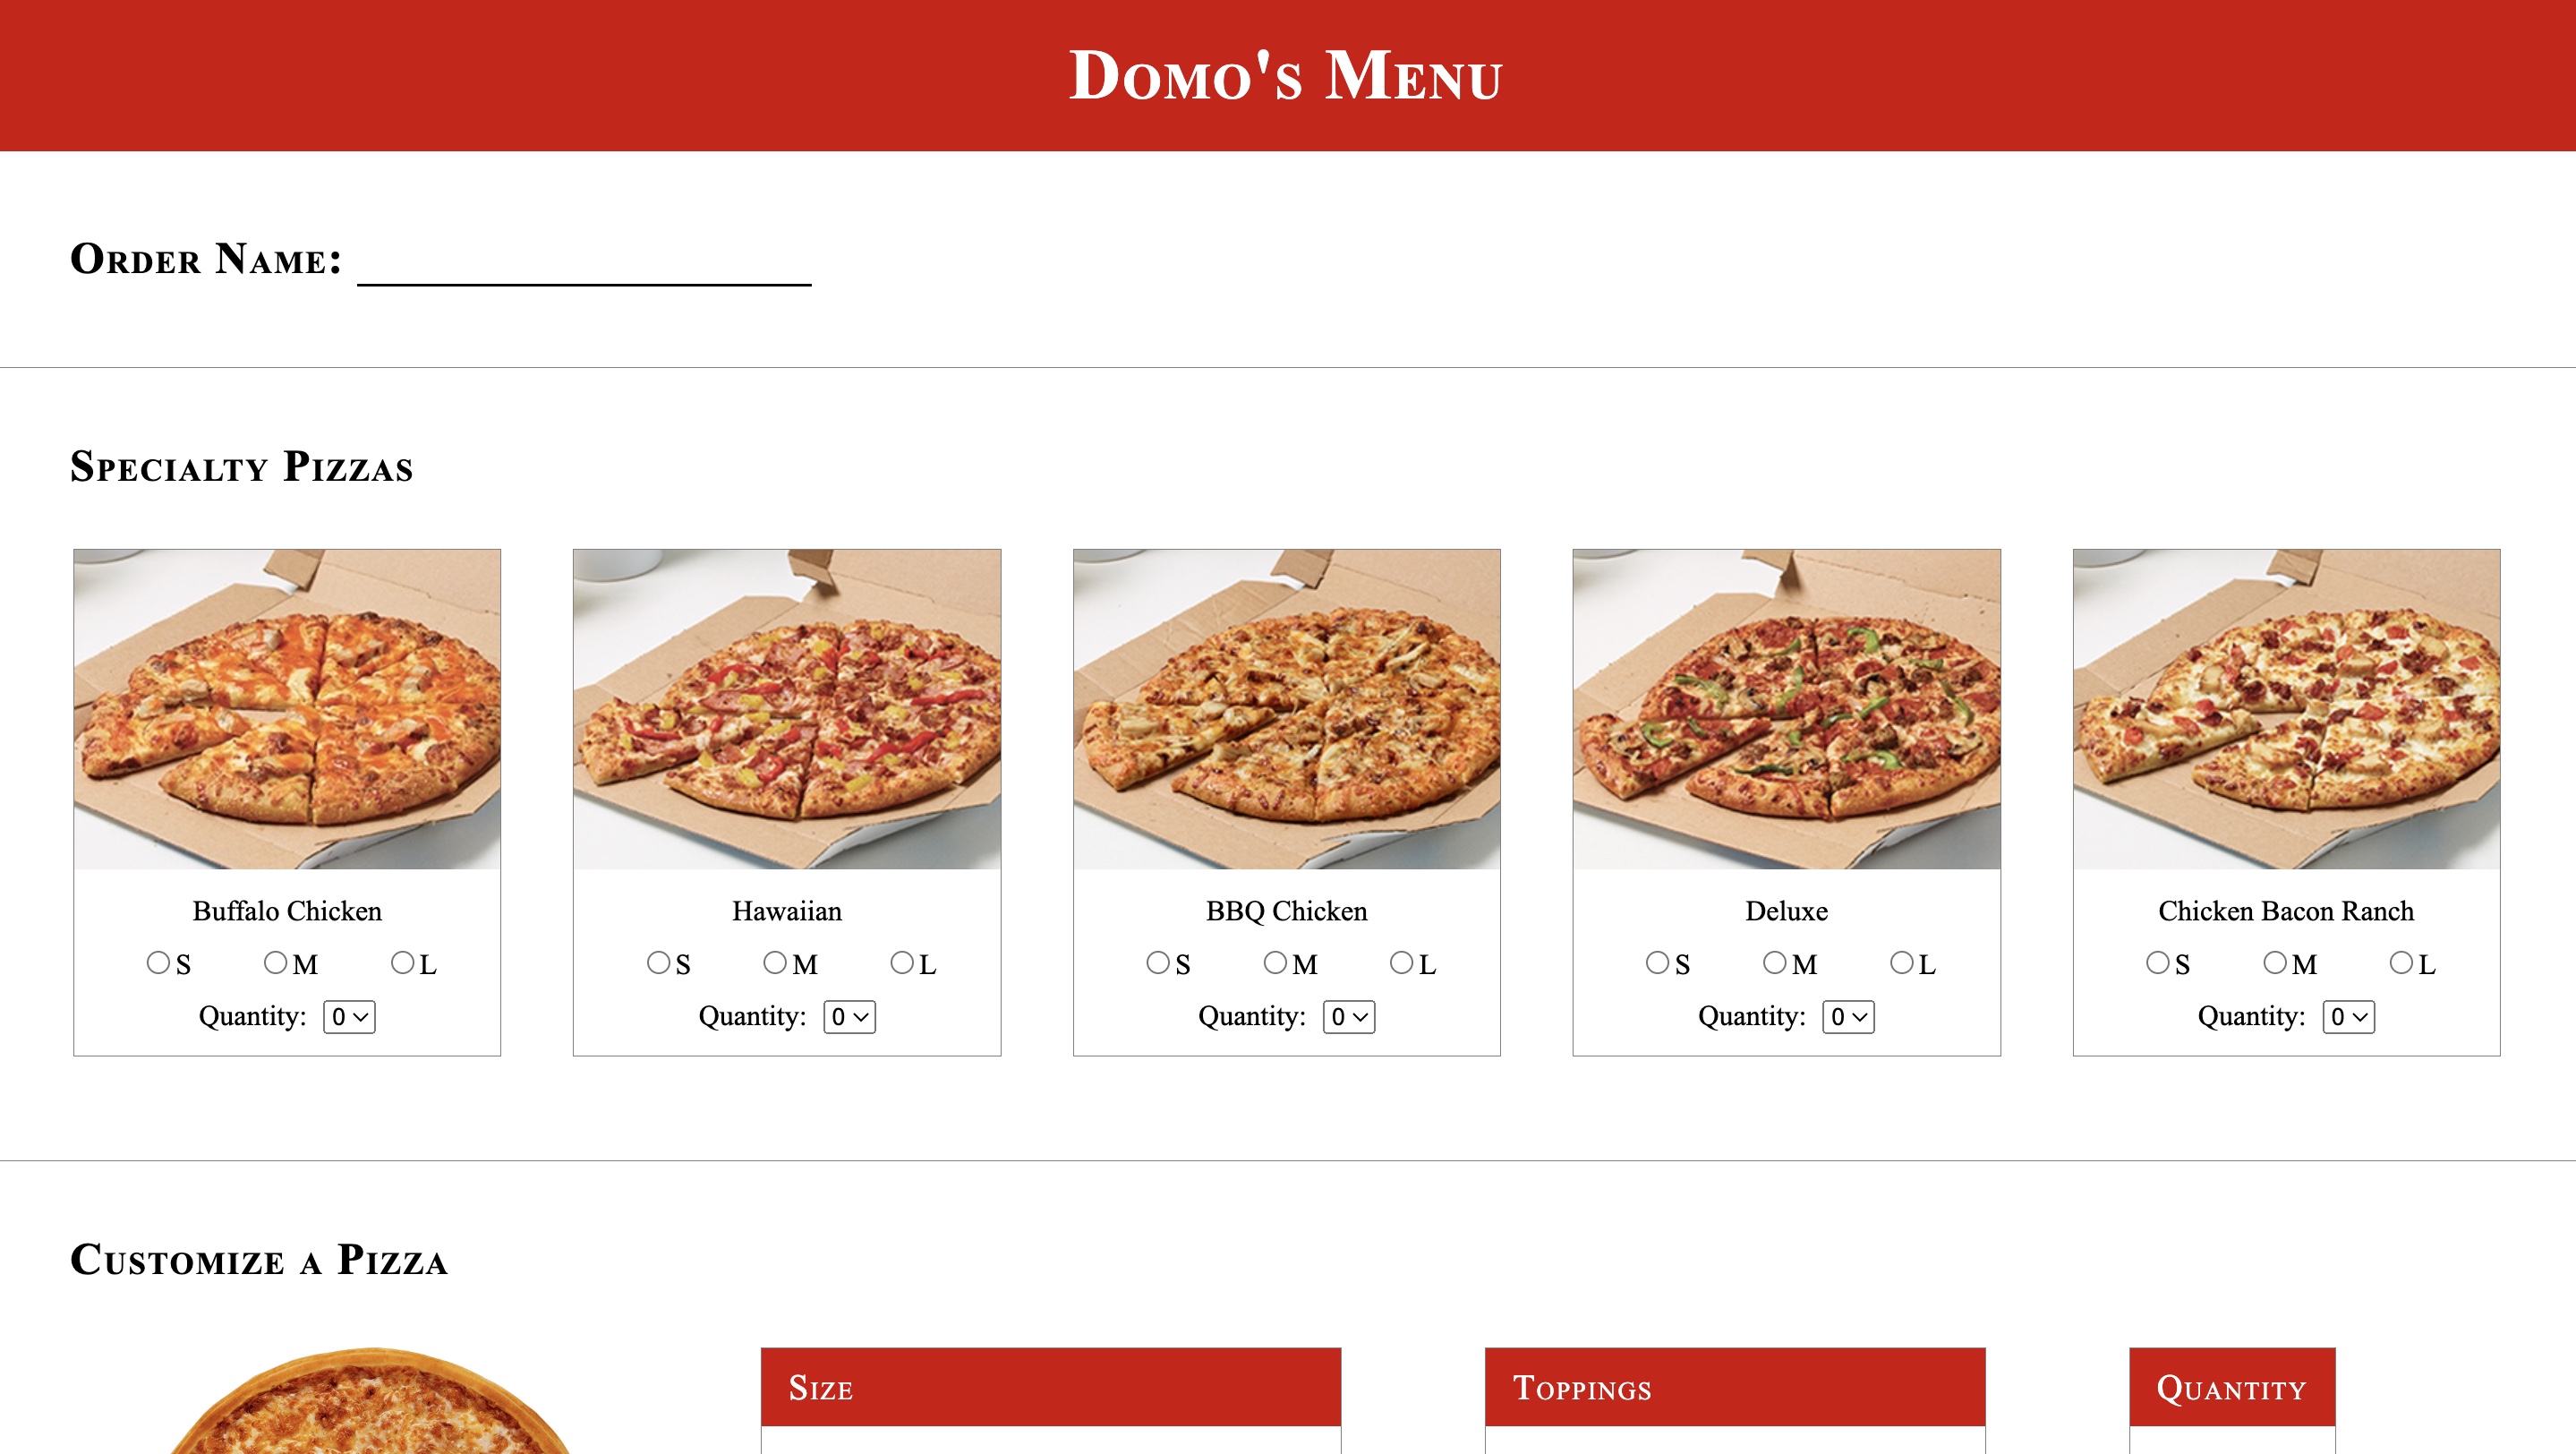 Domo's Menu
Order Name:
Specialty Pizzas
Buffalo Chicken
S M L
Quantity: 0
Hawaiian
S M L
Quantity: 0
BBQ Chicken
S M L
Quantity: 0
Deluxe
S M L
Quantity: 0
Chicken Bacon Ranch
S M L
Quantity: 0
Customize a Pizza
Size
Toppings
Quantity